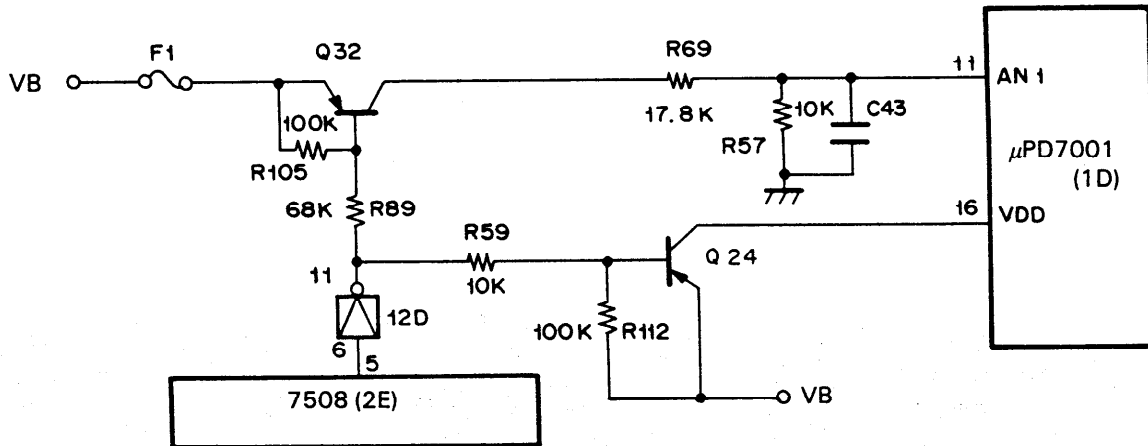 F1
Q32
R69
VB
11
AN 1
100K
17.8K
10K
C43
R57
R105
μPD7001
(1D)
68K
R89
16
VDD
R59
Q 24
11
10K
12D
100K
R112
6
5
7508 (2E)
VB